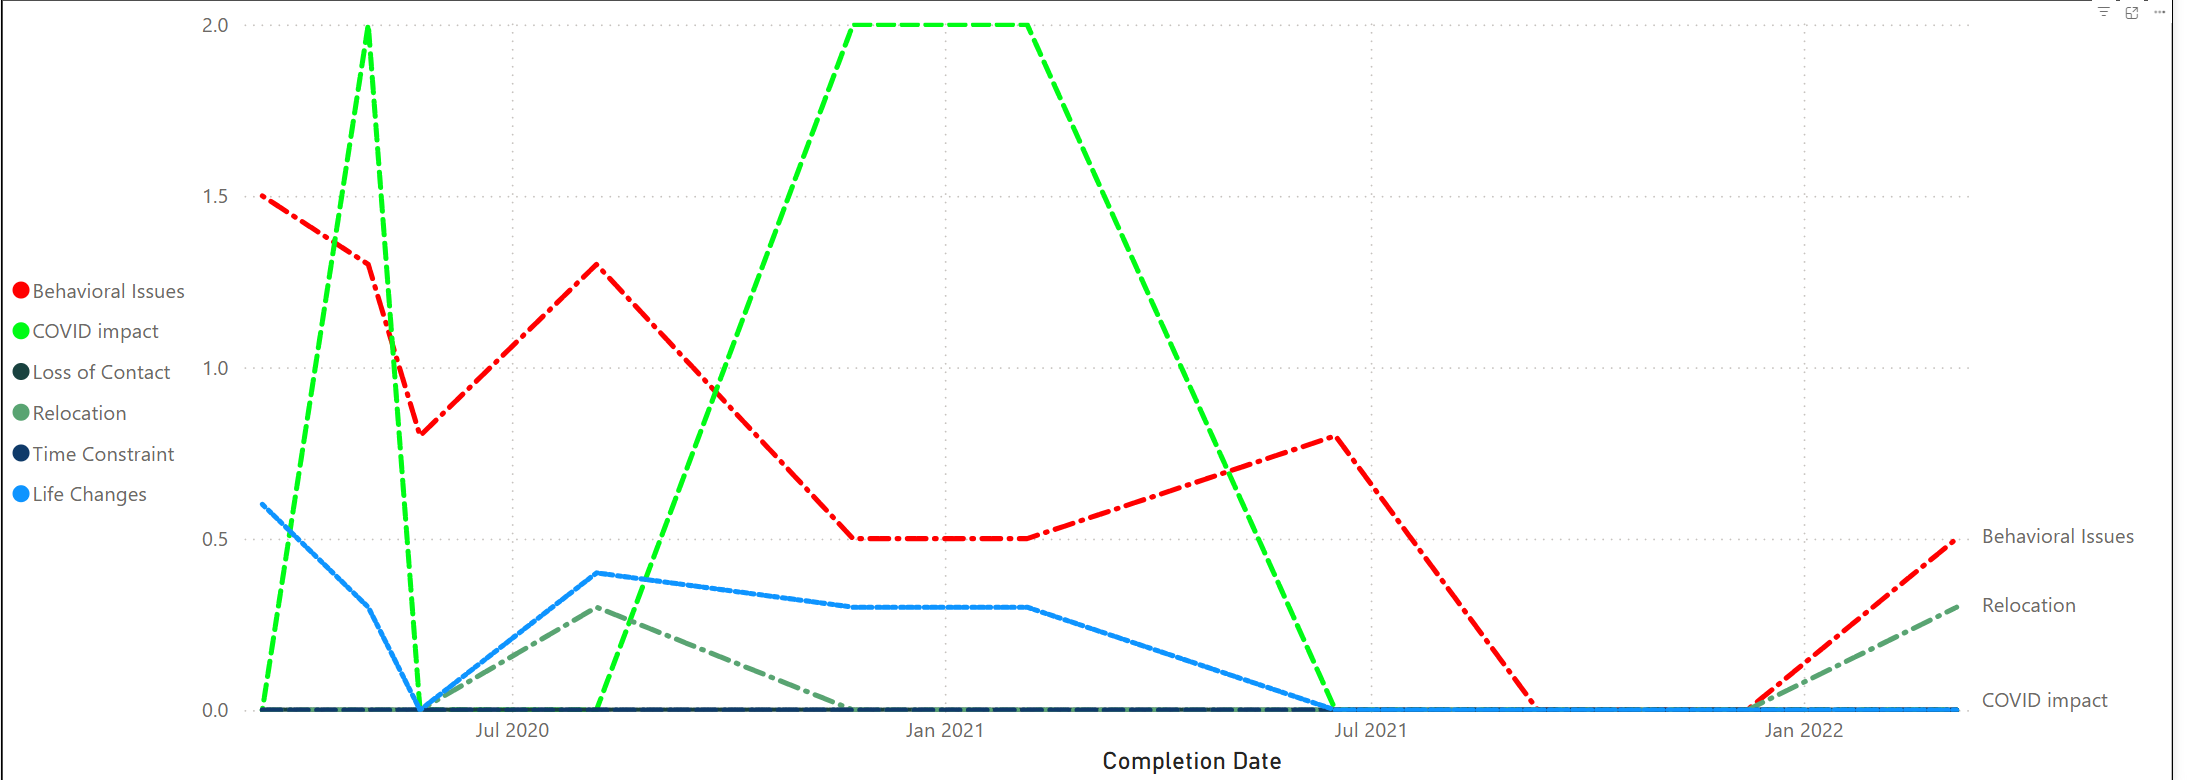 2.0
1.5
1.0
0.5
0.0
Behavioral Issues
COVID impact
Loss of Contact
Relocation
Time Constraint
Life Changes
Behavioral Issues
Relocation
COVID impact
Jul 2020
Jan 2021
Jul 2021
Jan 2022
Completion Date